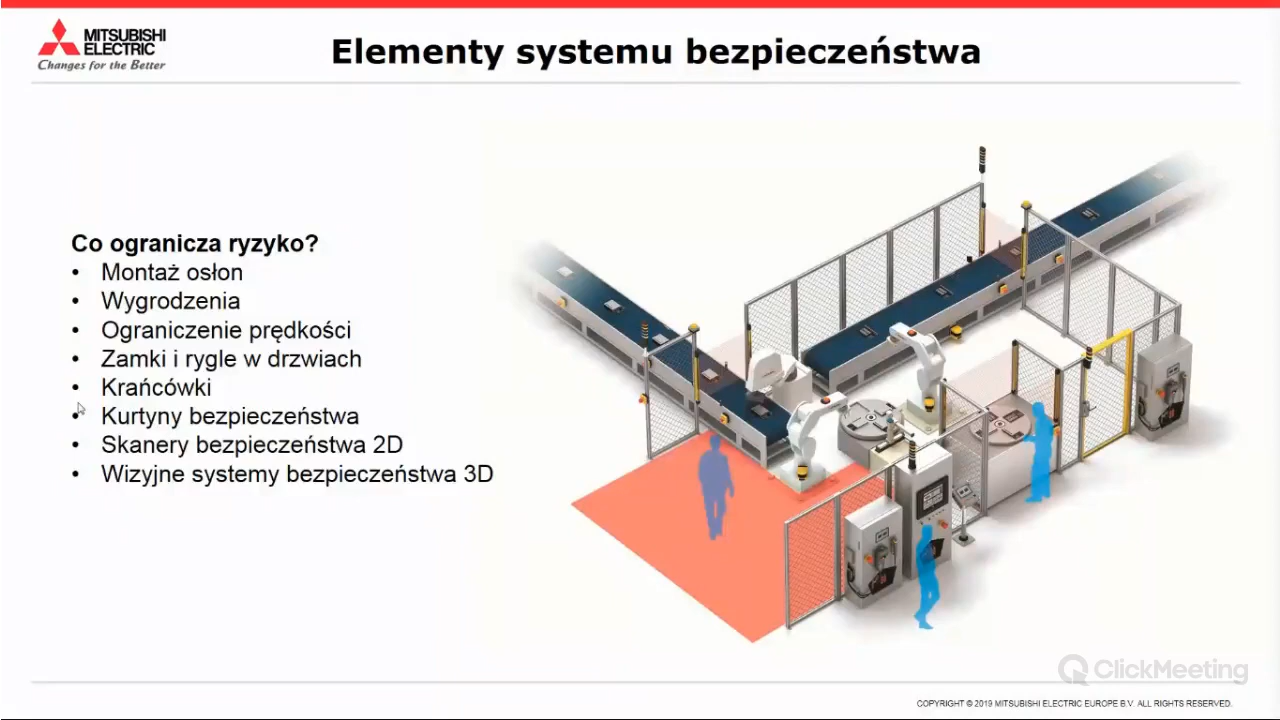 MITSUBISHI
ELECTRIC
Changes for the Better
Elementy systemu bezpieczeństwa
Co ogranicza ryzyko?
• Montaż osłon
• Wygrodzenia
• Ograniczenie prędkości
• Zamki i rygle w drzwiach
• Krańcówki
• Kurtyny bezpieczeństwa
• Skanery bezpieczeństwa 2D
• Wizyjne systemy bezpieczeństwa 3D
ClickMeeting
COPYRIGHT © 2019 MITSUBISHI ELECTRIC EUROPE B.V. ALL RIGHTS RESERVED.